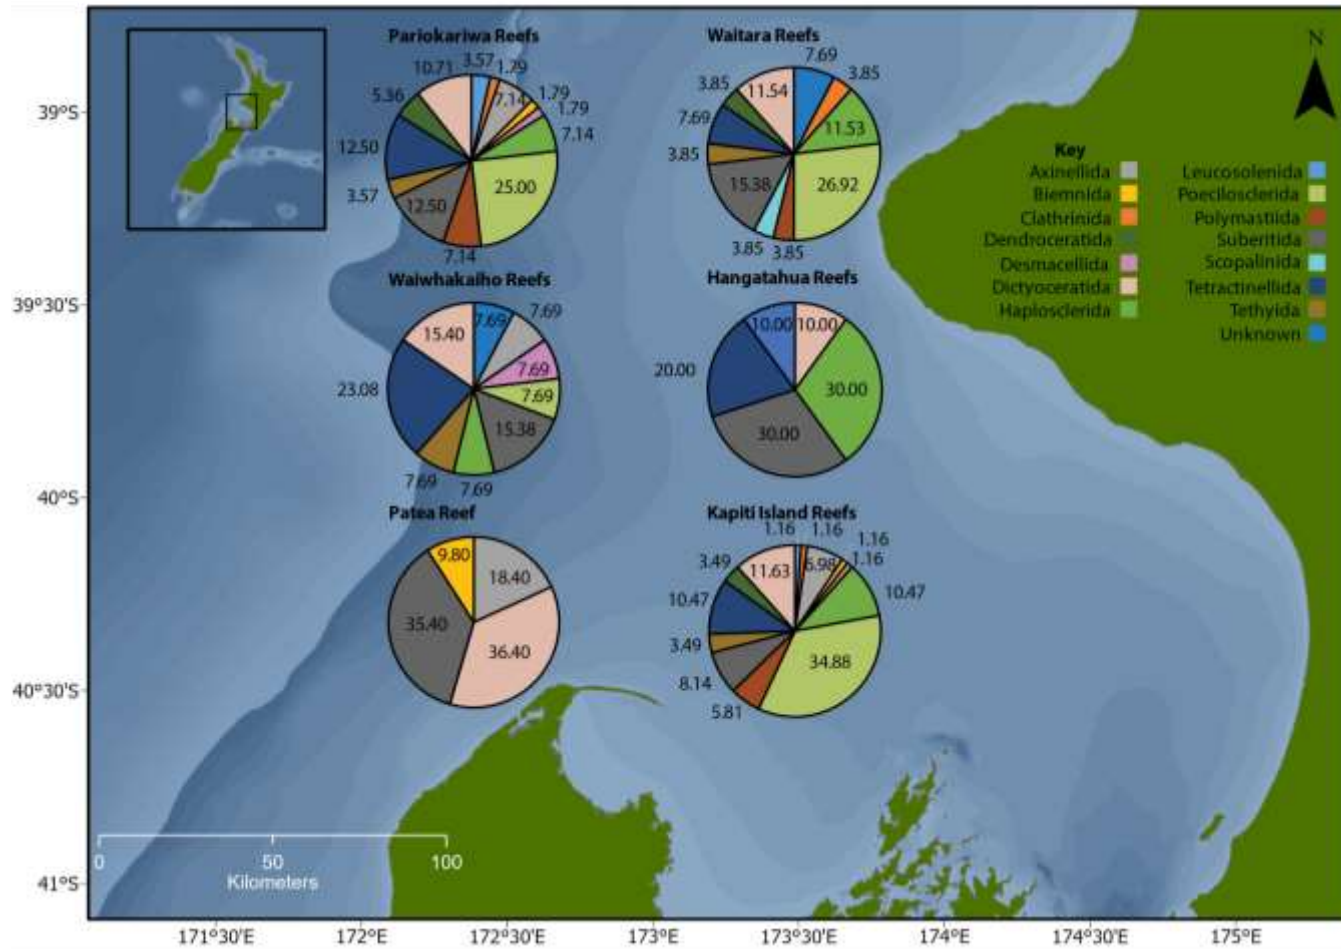 Pariokariwa Reefs
3.57
1.79
10.71
7.14
1.79
1.79
5.36
7.14
12.50
25.00
3.57
12.50
7.14
Waitara Reefs
7.69
3.85
3.85
11.54
7.69
11.53
3.85
15.38
26.92
3.85
3.85
N
Key
Axinellida
Biemnida
Clathrinida
Dendroceratida
Desmacellida
Dictyoceratida
Haplosclerida
Leucosolenida
Poecilosclerida
Polymastiida
Suberitida
Scopalinida
Tetractinellida
Tethyida
Unknown
Waiwhakaiho Reefs
7.69
7.69
15.40
7.69
23.08
7.69
15.38
7.69
7.69
Hangatahua Reefs
10.00
10.00
20.00
30.00
30.00
Patea Reef
9.80
18.40
35.40
36.40
Kapiti Island Reefs
1.16
1.16
1.16
3.49
11.63
6.98
1.16
10.47
10.47
3.49
34.88
8.14
5.81
39°S
39°30'S
40°S
40°30'S
41°S
0
50
100
Kilometers
171°30'E
172°E
172°30'E
173°E
173°30'E
174°E
174°30'E
175°E